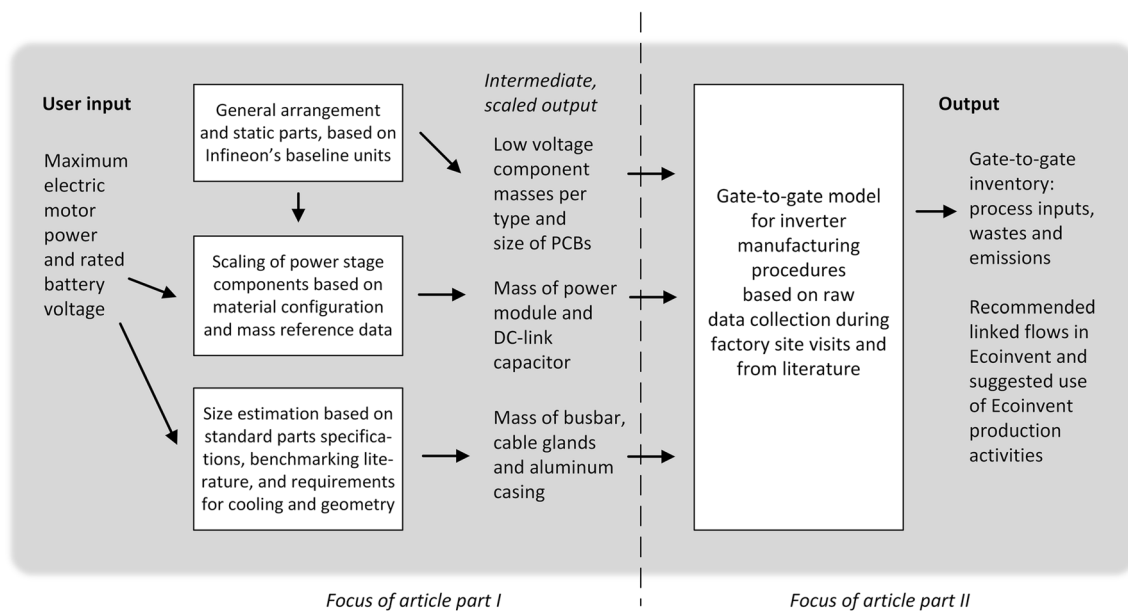 User input
Maximum
electric
motor
power
and rated
battery
voltage
General arrangement
and static parts, based on
Infineon’s baseline units
Scaling of power stage
components based on
material configuration
and mass reference data
Size estimation based on
standard parts specifica-
tions, benchmarking lite-
rature, and requirements
for cooling and geometry
Intermediate,
scaled output
Low voltage
component
masses per
type and
size of PCBs
Mass of power
module and
DC-link
capacitor
Mass of busbar,
cable glands
and aluminum
casing
Gate-to-gate model
for inverter
manufacturing
procedures
based on raw
data collection during
factory site visits and
from literature
Output
Gate-to-gate
inventory:
process inputs,
wastes and
emissions
Recommended
linked flows in
Ecoinvent and
suggested use
of Ecoinvent
production
activities
Focus of article part I
Focus of article part II